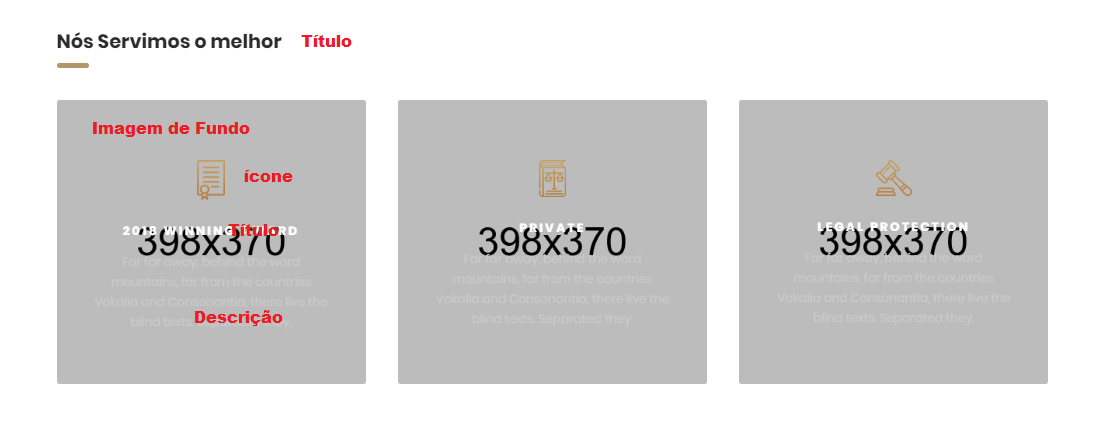 Nós Servimos o melhor Título
Imagem de Fundo
ícone
2018 WINNING AWARD
Título
398x370
Far far away, behind the word
mountains, far from the countries
Vokalia and Consonantia, there live the
blind texts. Separated they.
Descrição
PRIVATE
398x370
Far far away, behind the word
mountains, far from the countries
Vokalia and Consonantia, there live the
blind texts. Separated they
LEGAL PROTECTION
398x370
Far far away, behind the word
mountains, far from the countries
Vokalia and Consonantia, there live the
blind texts. Separated they.